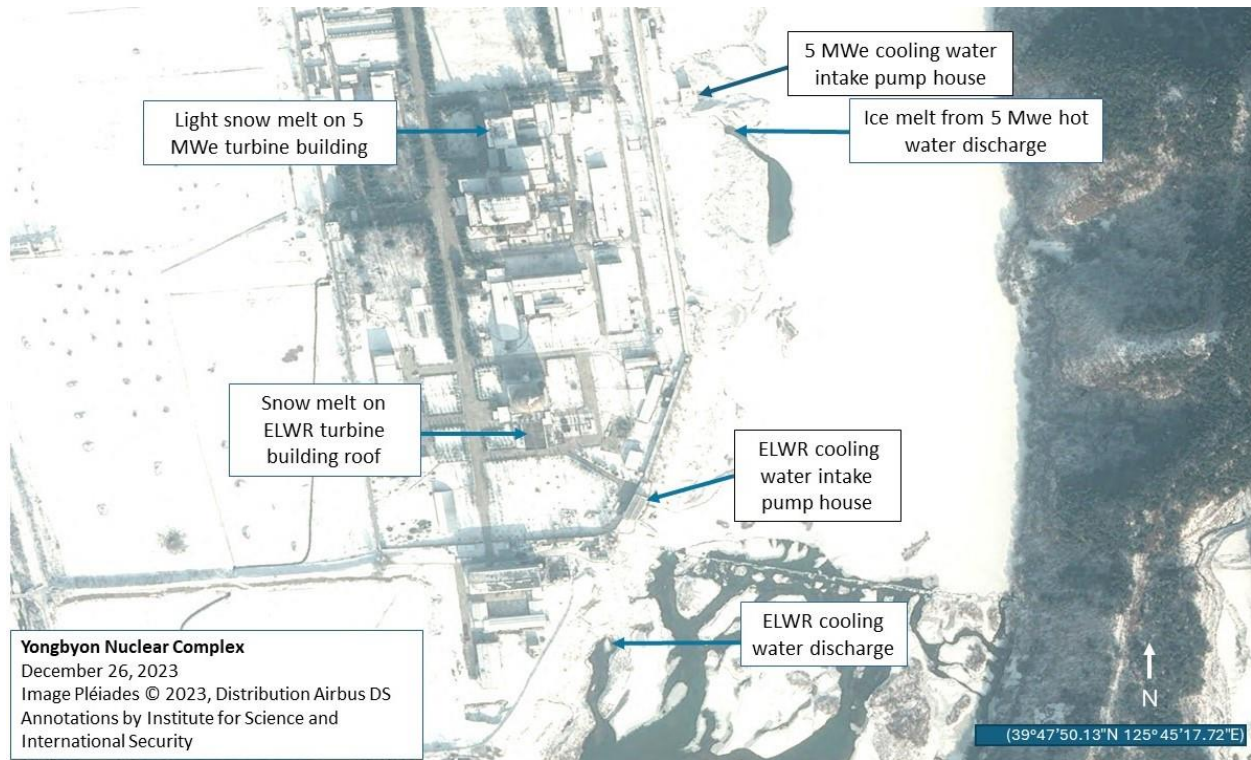 5 MWe cooling water
intake pump house
Light snow melt on 5
MWe turbine building
Ice melt from 5 Mwe hot
water discharge
Snow melt on
ELWR turbine
building roof
ELWR cooling
water intake
pump house
ELWR cooling
water discharge
Yongbyon Nuclear Complex
December 26, 2023
Image Pléiades © 2023, Distribution Airbus DS
Annotations by Institute for Science and
International Security
N
(39°47'50.13"N 125°45'17.72"E)